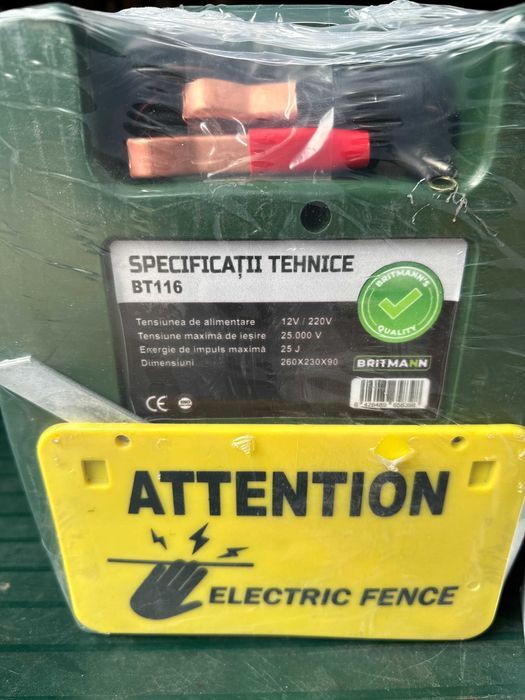 SPECIFICAȚII TEHNICE
BT116
BRITMANN'S
QUALITY
Tensiunea de alimentare 12V / 220V
Tensiune maximă de ieșire 25.000 V
Energie de impuls maximă 25 J
Dimensiuni 260X230X90
BRITMANN
CE ISO
ATTENTION
ELECTRIC FENCE